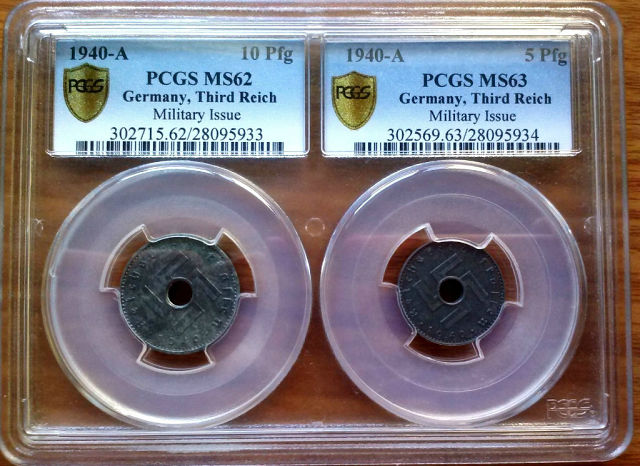 1940-A 10 Pfg
PCGS
PCGS MS62
Germany, Third Reich
Military Issue
302715.62/28095933
1940-A 5 Pfg
PCGS
PCGS MS63
Germany, Third Reich
Military Issue
302569.63/28095934
PCGS